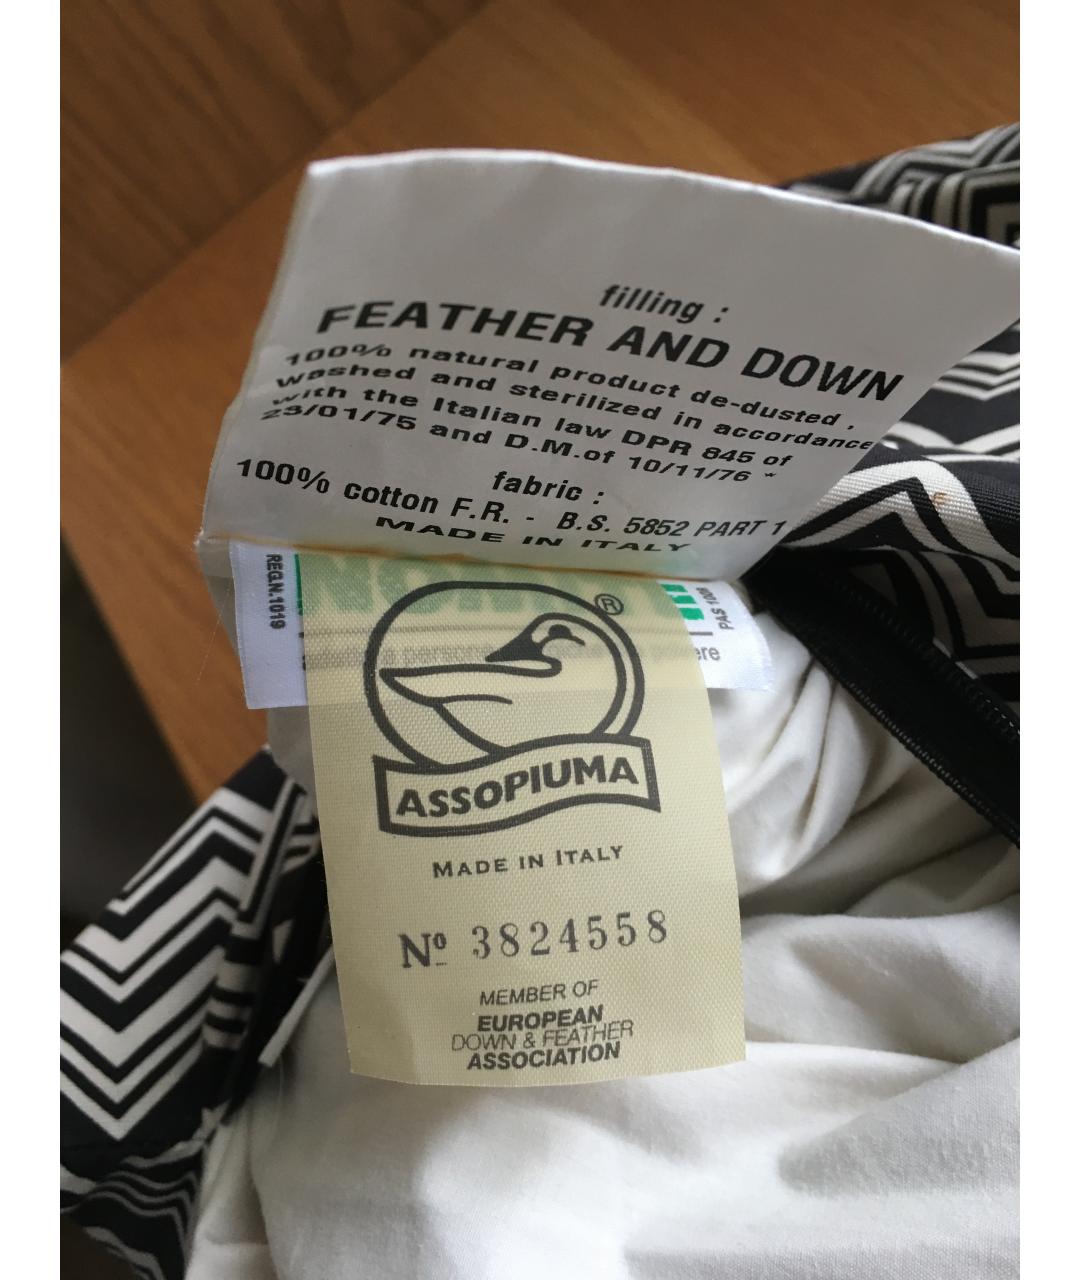 filling :
FEATHER AND DOWN
100% natural product de-dusted,
washed and sterilized in accordance
with the Italian law DPR 845 of
23/01/75 and D.M.of 10/11/76 *
fabric :
100% cotton F.R. - B.S. 5852 PART 1
MADE IN ITALY
REG.N.1019
PAS 1008
®
ASSOPIUMA
MADE IN ITALY
Nº 3824558
MEMBER OF
EUROPEAN
DOWN & FEATHER
ASSOCIATION